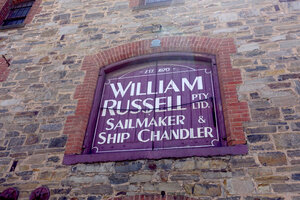 EST. 1870
WILLIAM
RUSSELL PTY. LTD.
SAILMAKER &
SHIP CHANDLER